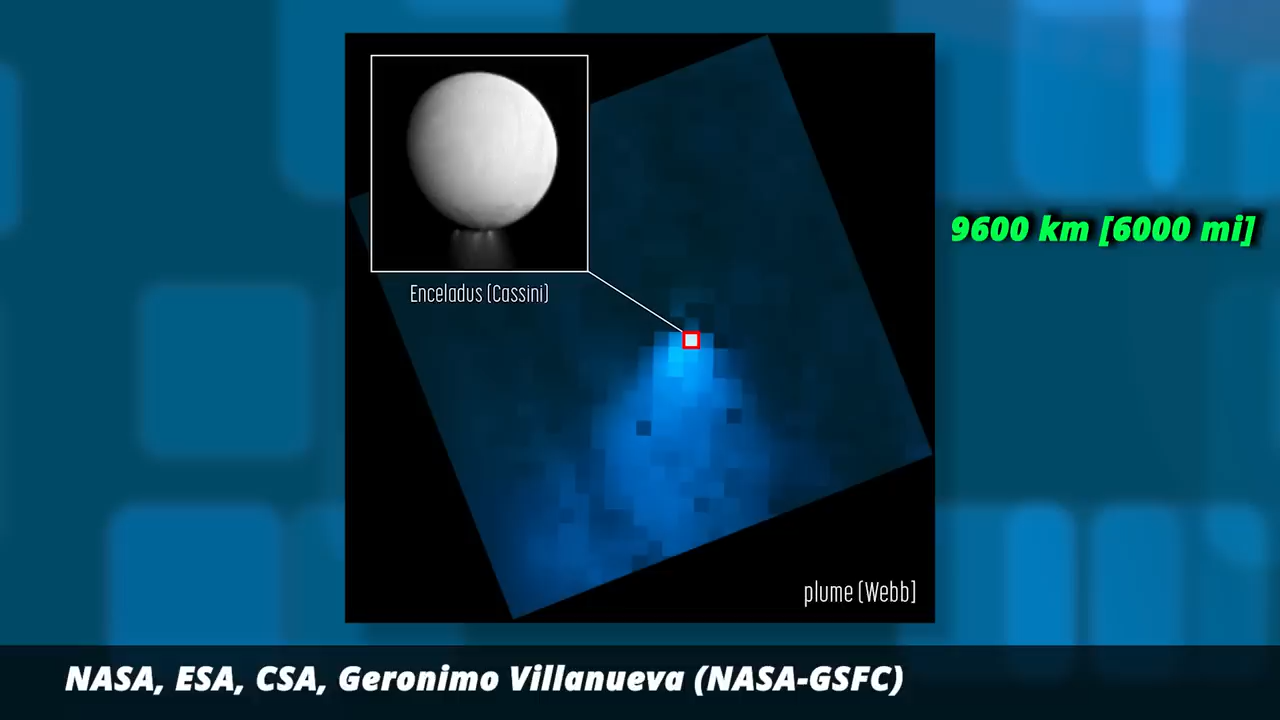 Enceladus (Cassini)
9600 km [6000 mi]
plume (Webb)
NASA, ESA, CSA, Geronimo Villanueva (NASA-GSFC)